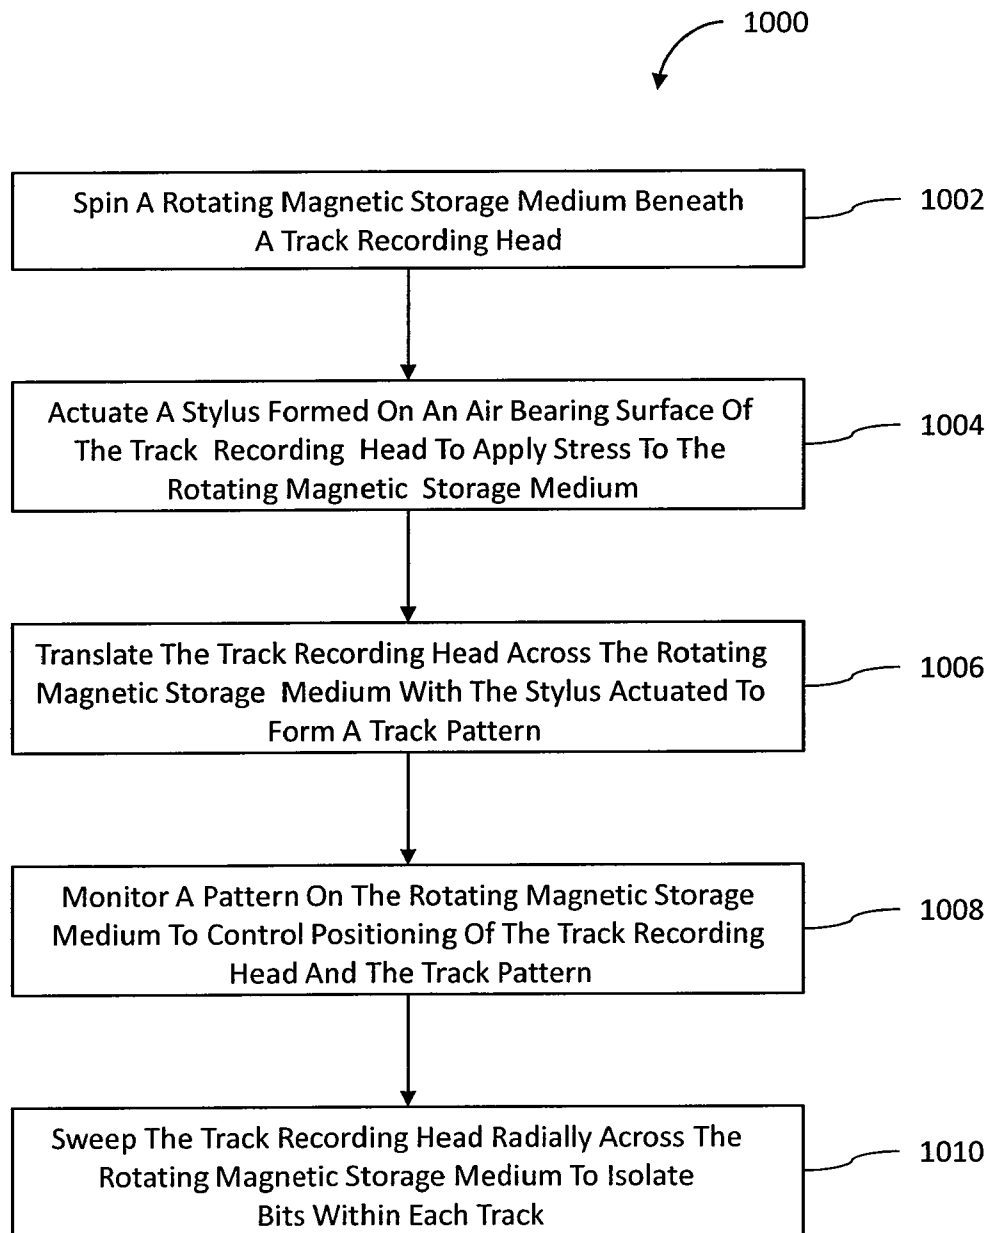 1000
Spin A Rotating Magnetic Storage Medium Beneath
A Track Recording Head
1002
Actuate A Stylus Formed On An Air Bearing Surface Of
The Track Recording Head To Apply Stress To The
Rotating Magnetic Storage Medium
1004
Translate The Track Recording Head Across The Rotating
Magnetic Storage Medium With The Stylus Actuated To
Form A Track Pattern
1006
Monitor A Pattern On The Rotating Magnetic Storage
Medium To Control Positioning Of The Track Recording
Head And The Track Pattern
1008
Sweep The Track Recording Head Radially Across The
Rotating Magnetic Storage Medium To Isolate
Bits Within Each Track
1010